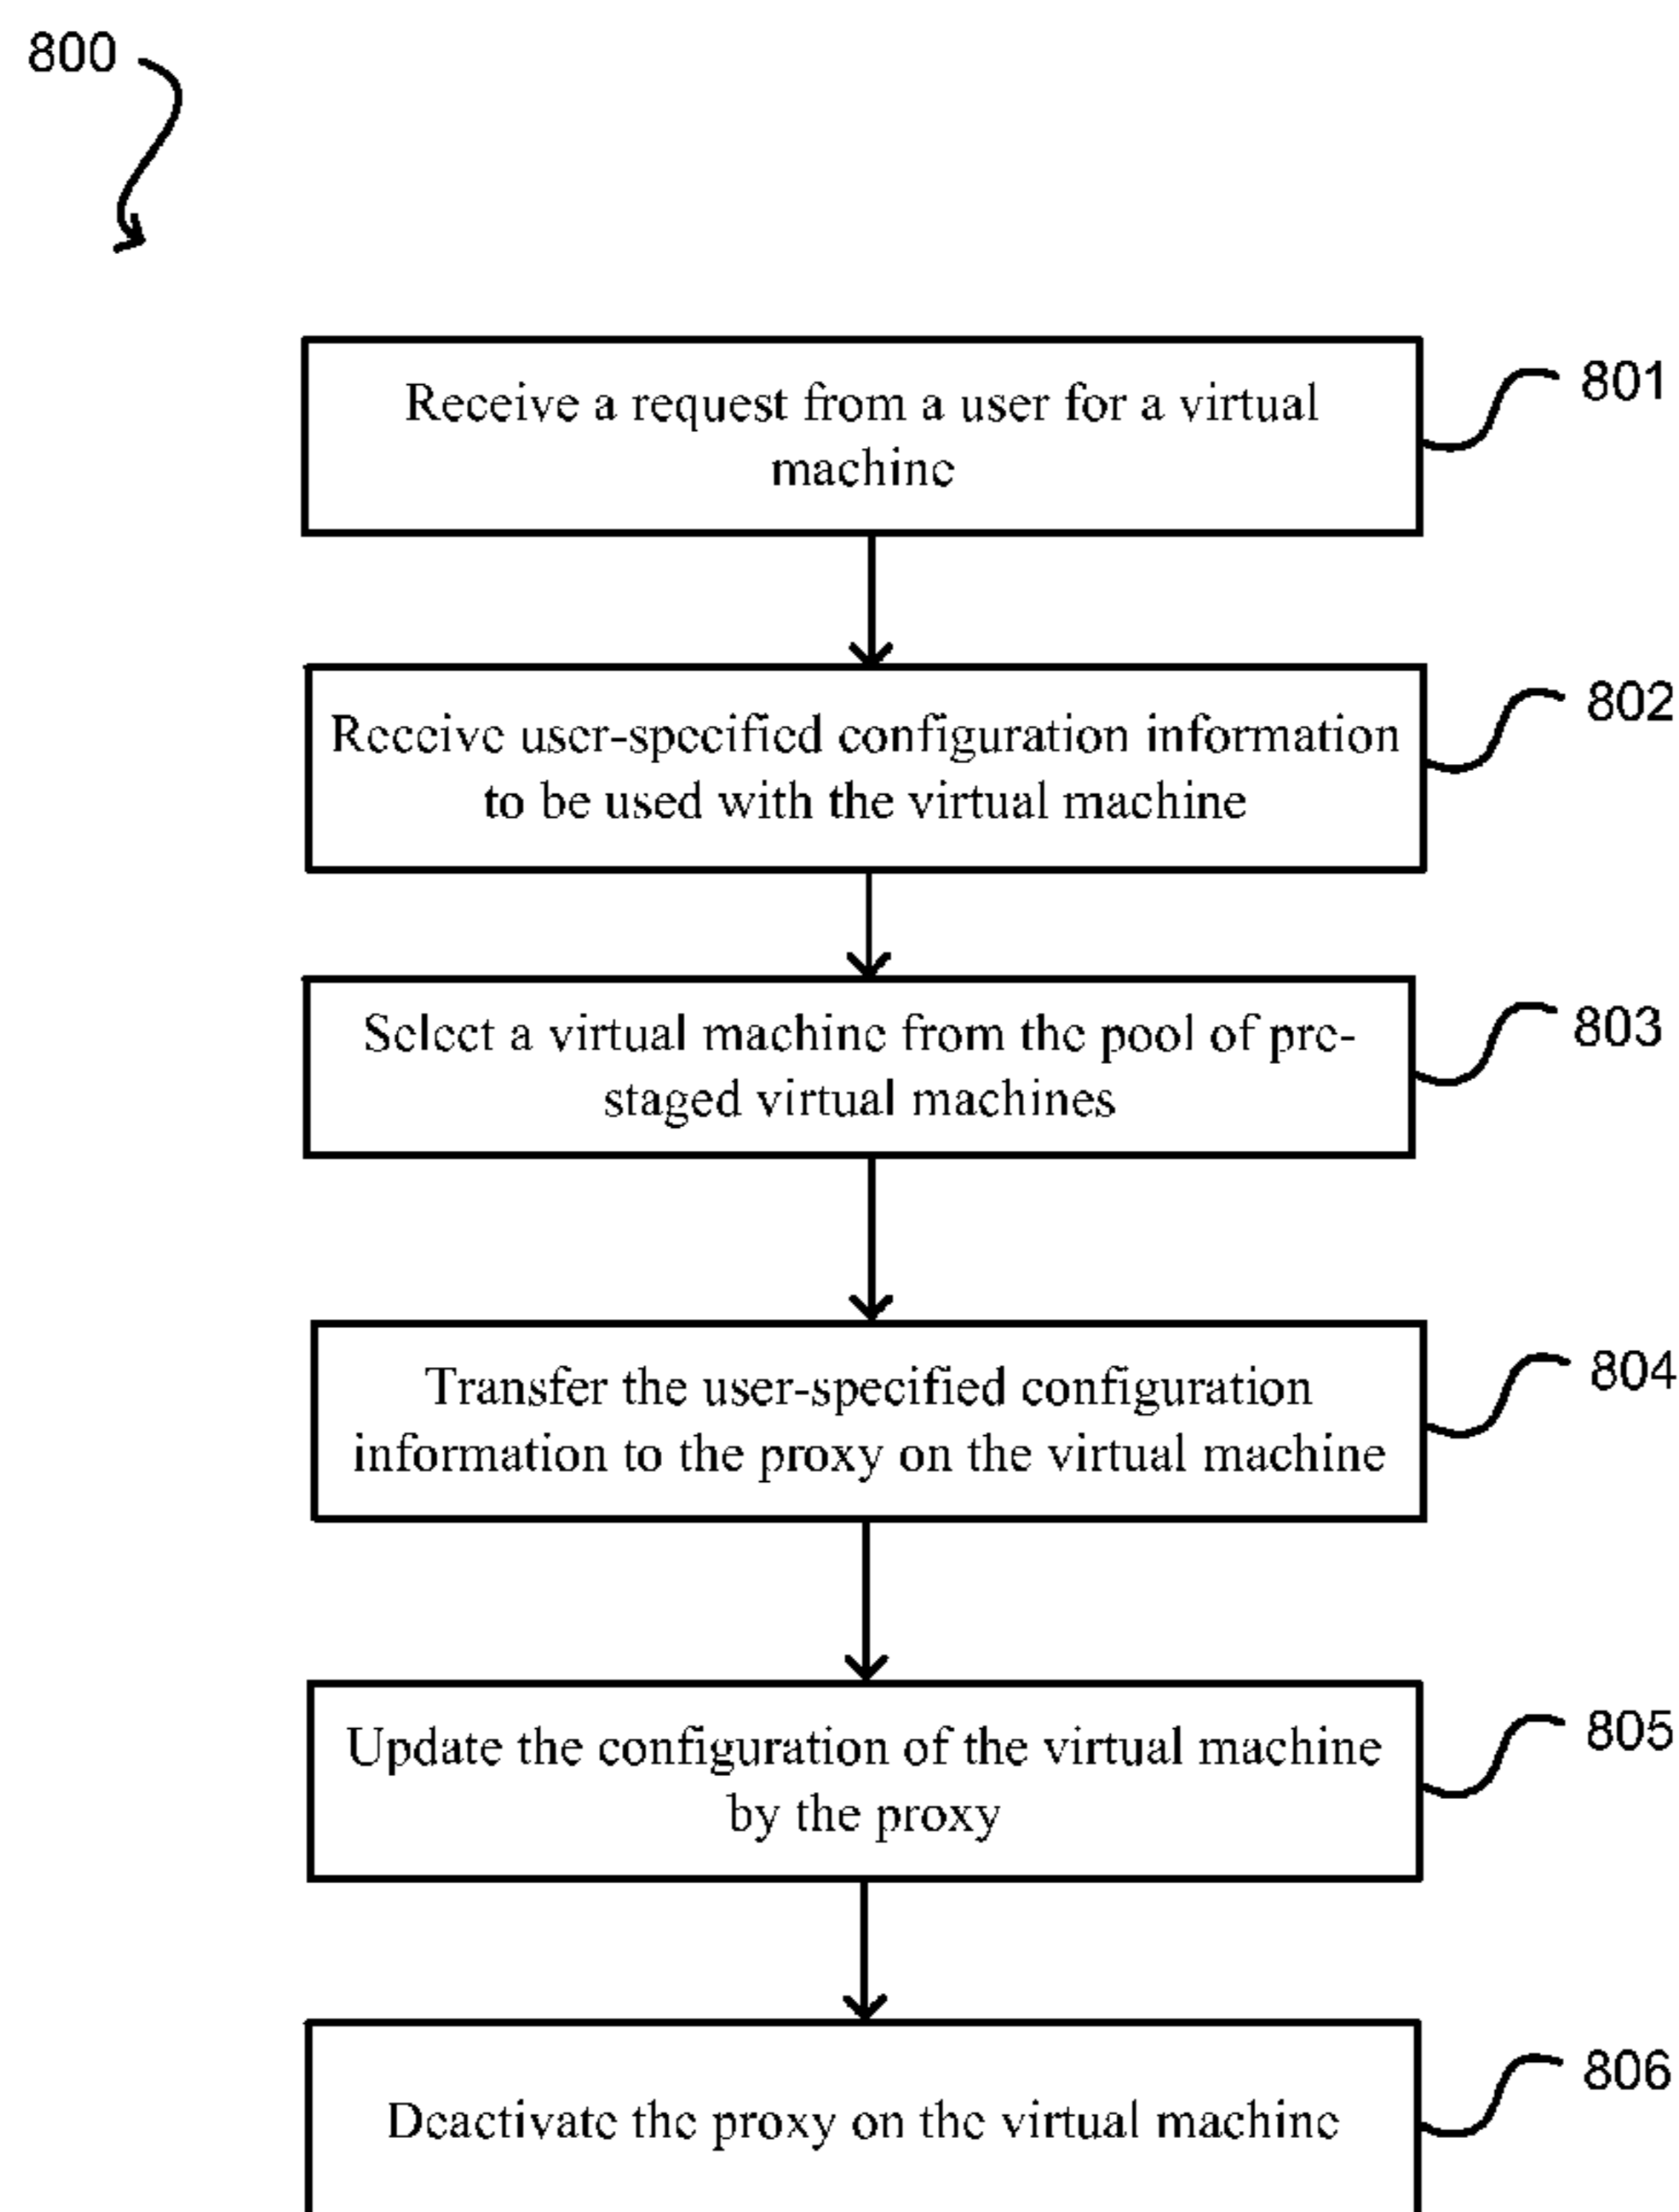 800
Receive a request from a user for a virtual
machine
801
Receive user-specified configuration information
to be used with the virtual machine
802
Select a virtual machine from the pool of pre-
staged virtual machines
803
Transfer the user-specified configuration
information to the proxy on the virtual machine
804
Update the configuration of the virtual machine
by the proxy
805
Deactivate the proxy on the virtual machine
806